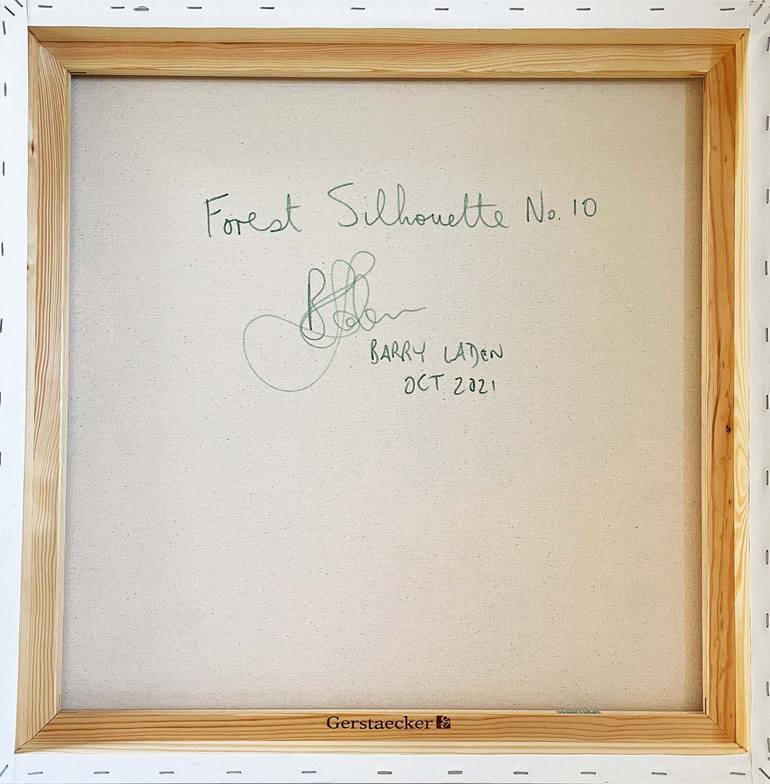 Forest Silhouette No. 10
BARRY LADEN
OCT 2021
Gerstaecker